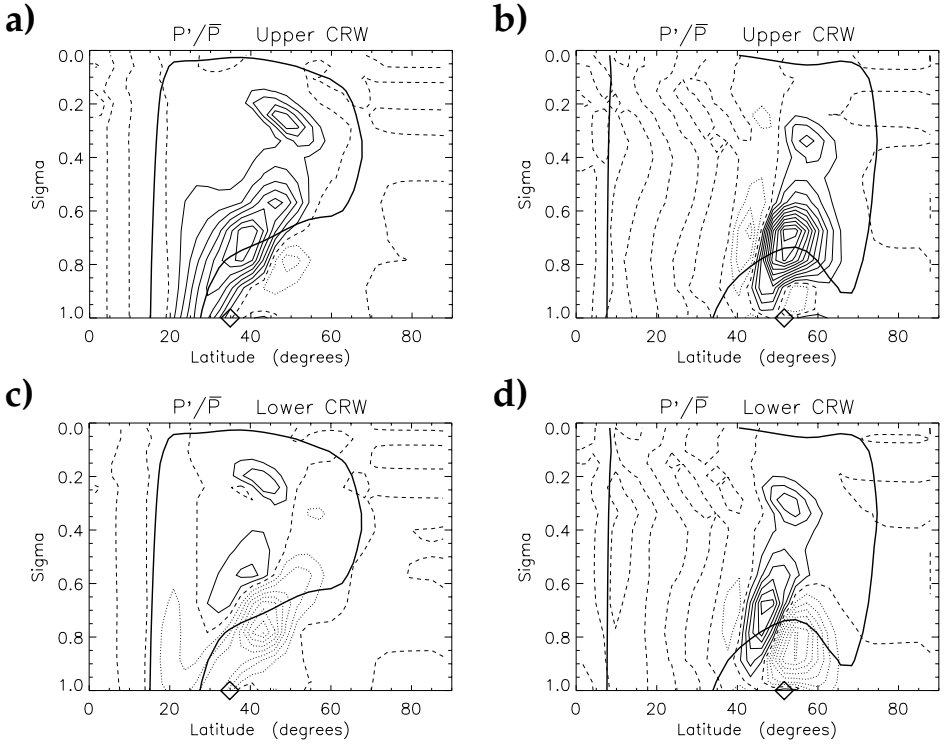 a)
P'/P̅ Upper CRW
0.0
0.2
0.4
0.6
0.8
1.0
Sigma
0 20 40 60 80
Latitude (degrees)
b)
P'/P̅ Upper CRW
0.0
0.2
0.4
0.6
0.8
1.0
Sigma
0 20 40 60 80
Latitude (degrees)
c)
P'/P̅ Lower CRW
0.0
0.2
0.4
0.6
0.8
1.0
Sigma
0 20 40 60 80
Latitude (degrees)
d)
P'/P̅ Lower CRW
0.0
0.2
0.4
0.6
0.8
1.0
Sigma
0 20 40 60 80
Latitude (degrees)